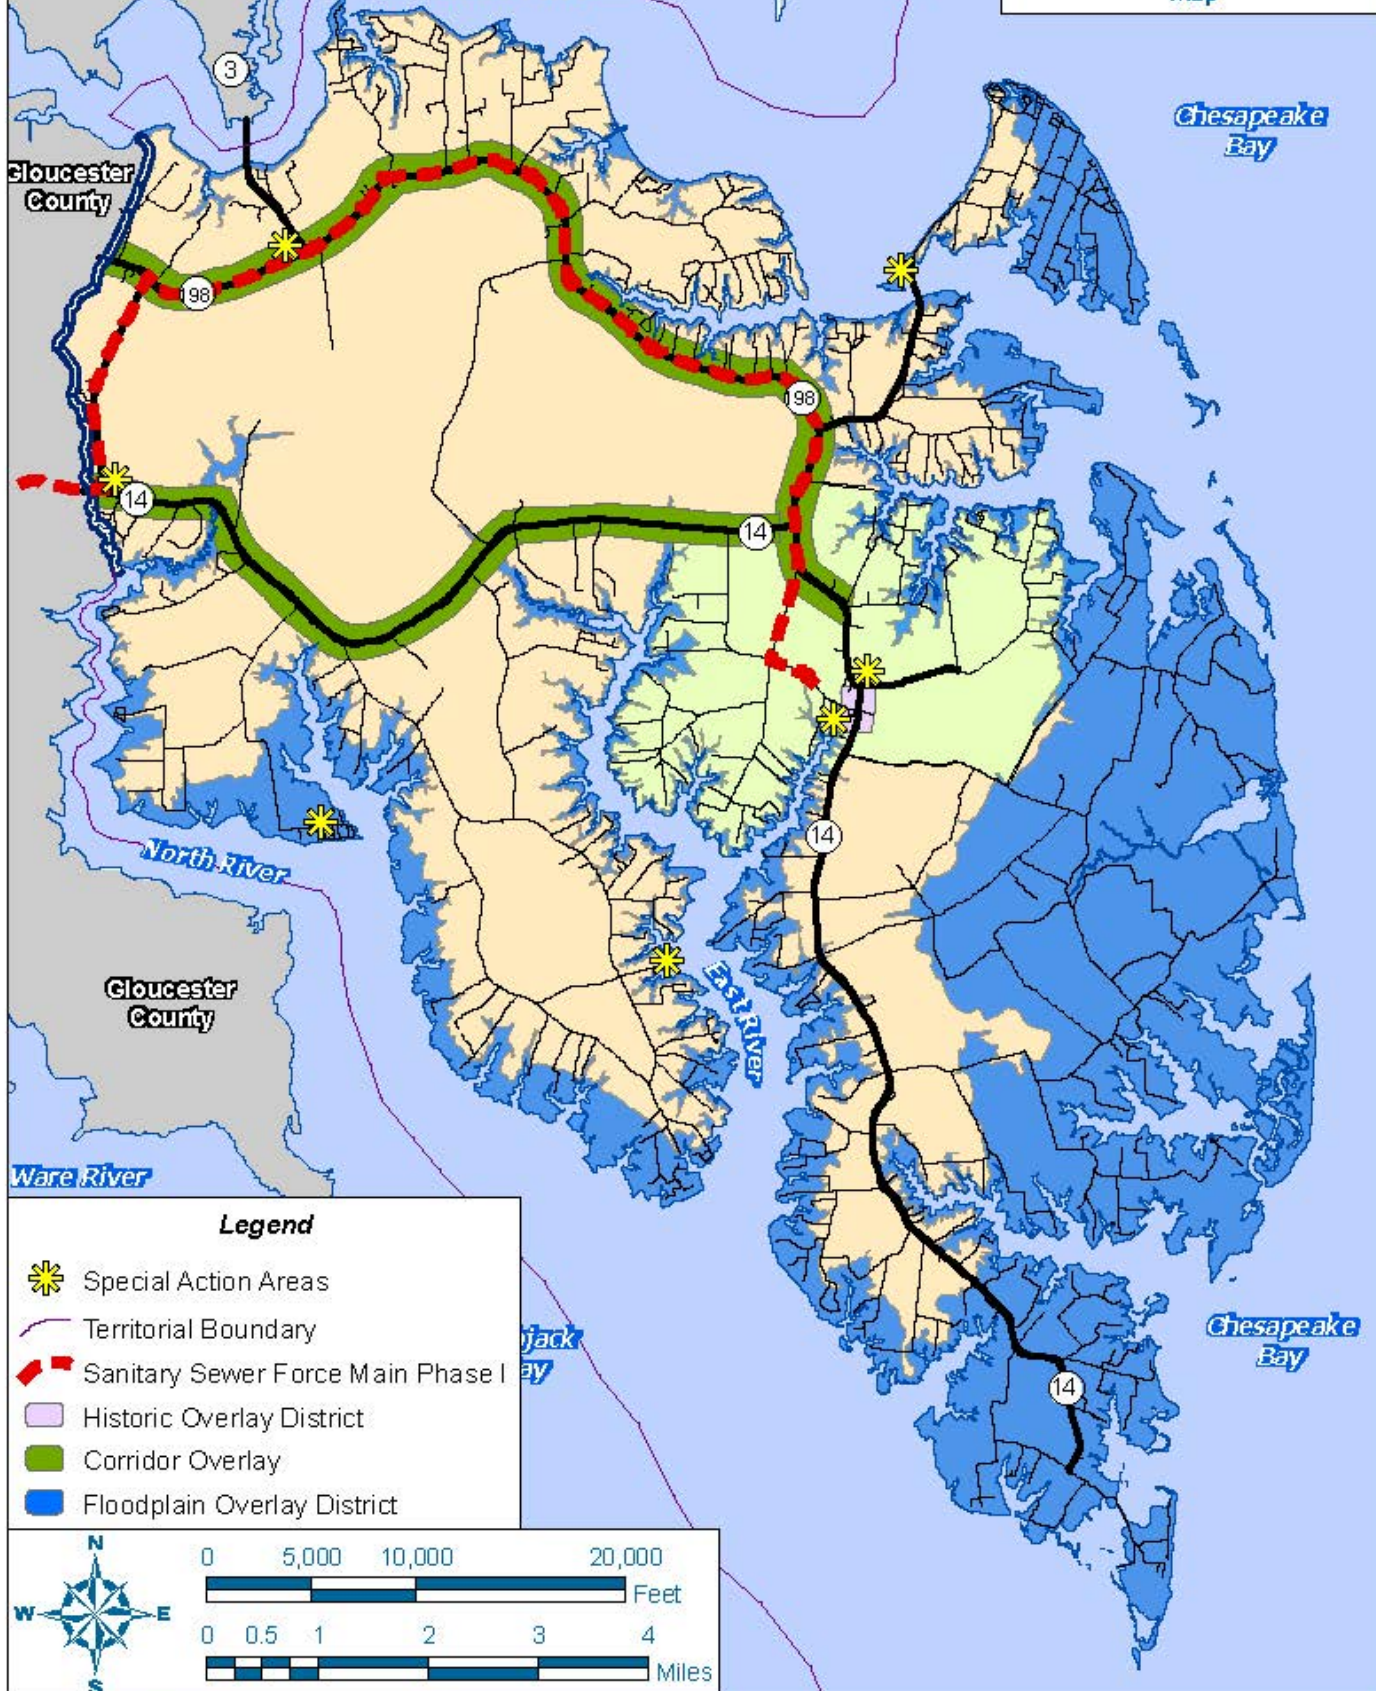 3
Chesapeake
Bay
Gloucester
County
198
198
14
14
14
North River
Gloucester
County
East River
Ware River
Chesapeake
Bay
14
Legend
Special Action Areas
Territorial Boundary
Sanitary Sewer Force Main Phase I
Historic Overlay District
Corridor Overlay
Floodplain Overlay District
N
W E
S
0 5,000 10,000 20,000
Feet
0 0.5 1 2 3 4
Miles